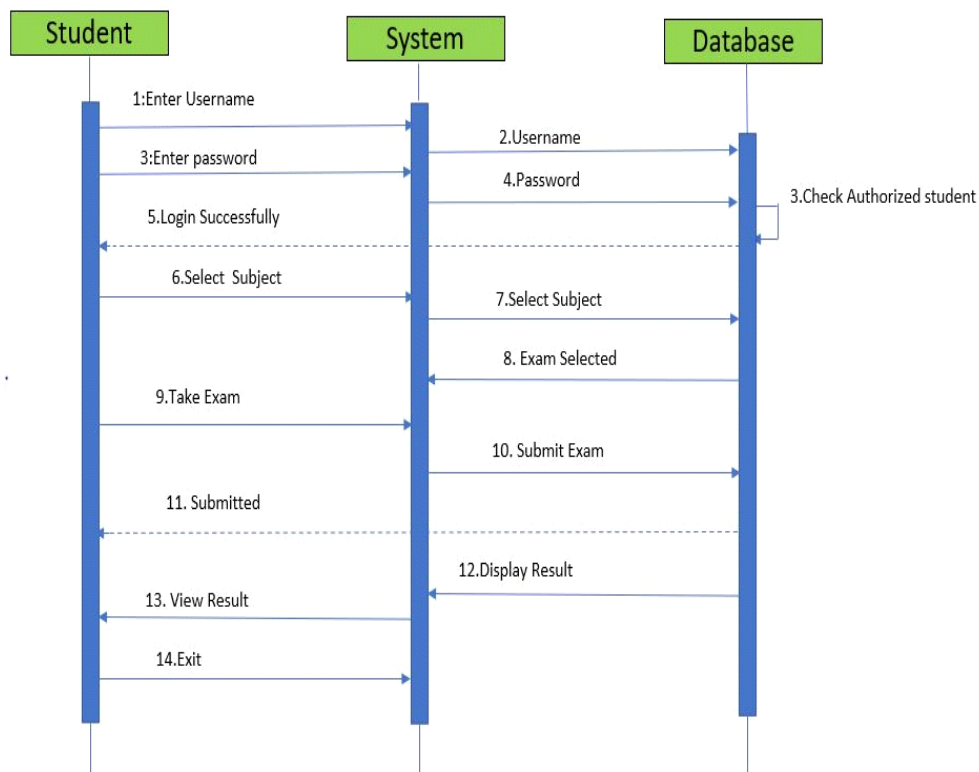 Student
System
Database
1:Enter Username
2.Username
3:Enter password
4.Password
3.Check Authorized student
5.Login Successfully
6.Select Subject
7.Select Subject
8. Exam Selected
9.Take Exam
10. Submit Exam
11. Submitted
12.Display Result
13. View Result
14.Exit